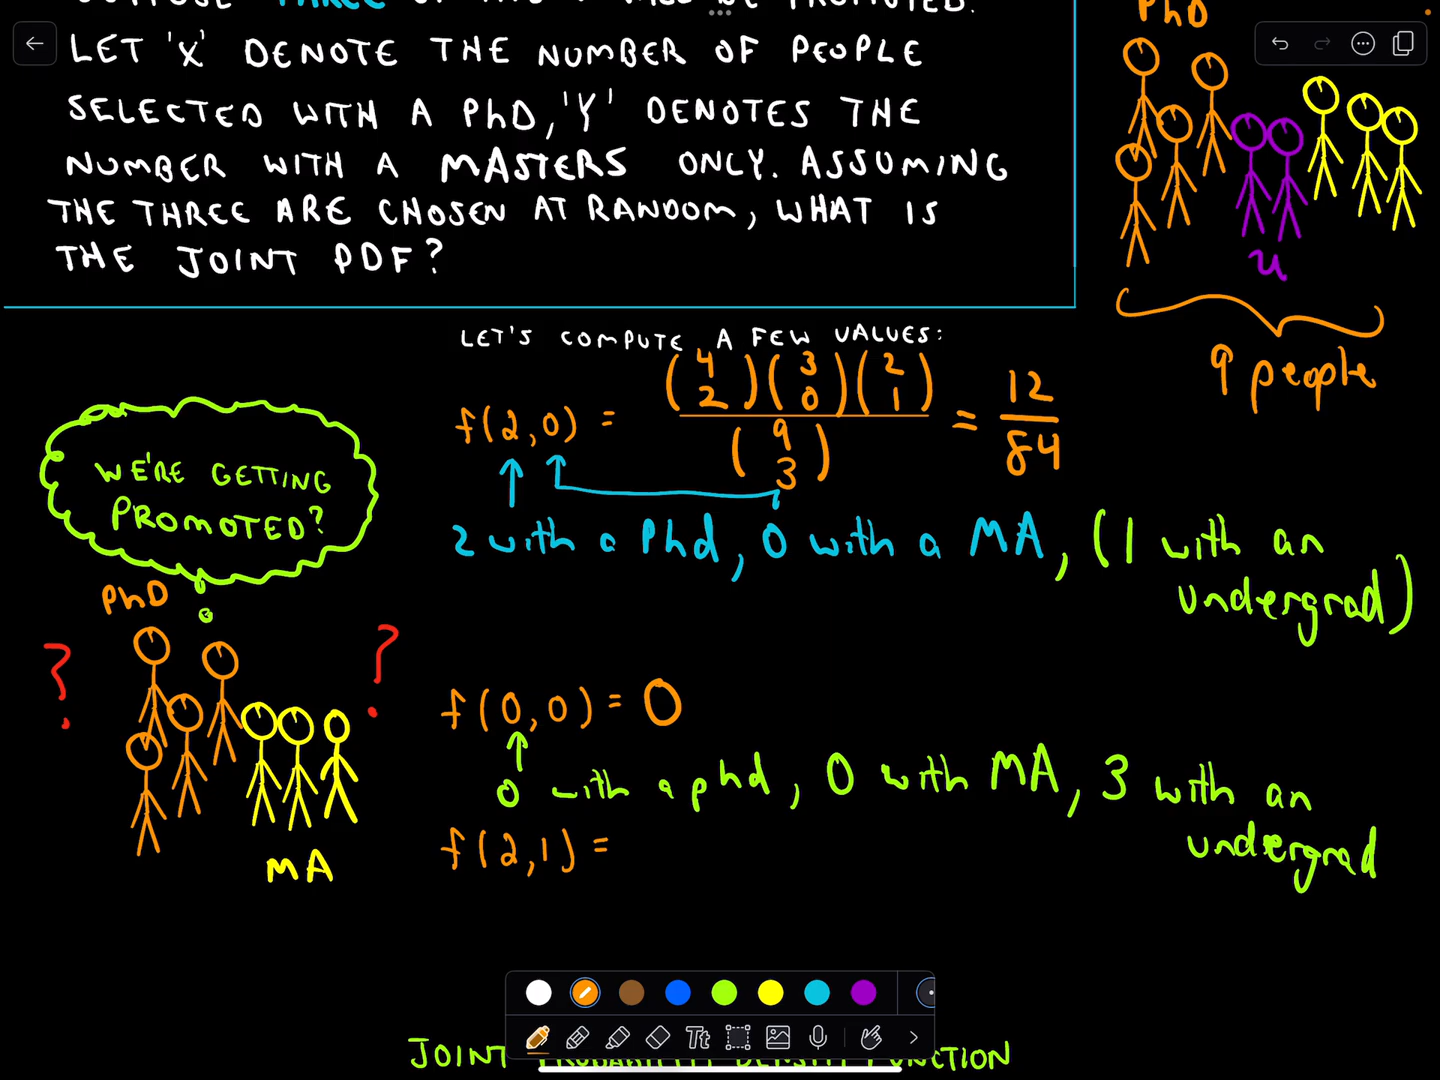 LET 'X' DENOTE THE NUMBER OF PEOPLE
SELECTED WITH A PhD, 'Y' DENOTES THE
NUMBER WITH A MASTERS ONLY. ASSUMING
THE THREE ARE CHOSEN AT RANDOM, WHAT IS
THE JOINT PDF?
PhD
u
9 people
LET'S COMPUTE A FEW VALUES:
f(2,0) = (4 2)(3 0)(2 1) / (9 3) = 12/84
2 with a Phd, 0 with a MA, (1 with an
undergrad)
WE'RE GETTING
PROMOTED?
PhD
? ?
MA
f(0,0) = 0
0 with a phd, 0 with MA, 3 with an
undergrad
f(2,1) =
Tt
JOINT PROBABILITY DENSITY FUNCTION